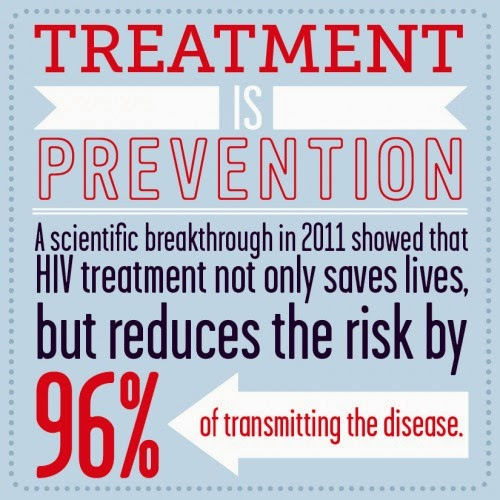 TREATMENT
IS
PREVENTION
A scientific breakthrough in 2011 showed that
HIV treatment not only saves lives,
but reduces the risk by
96%
of transmitting the disease.